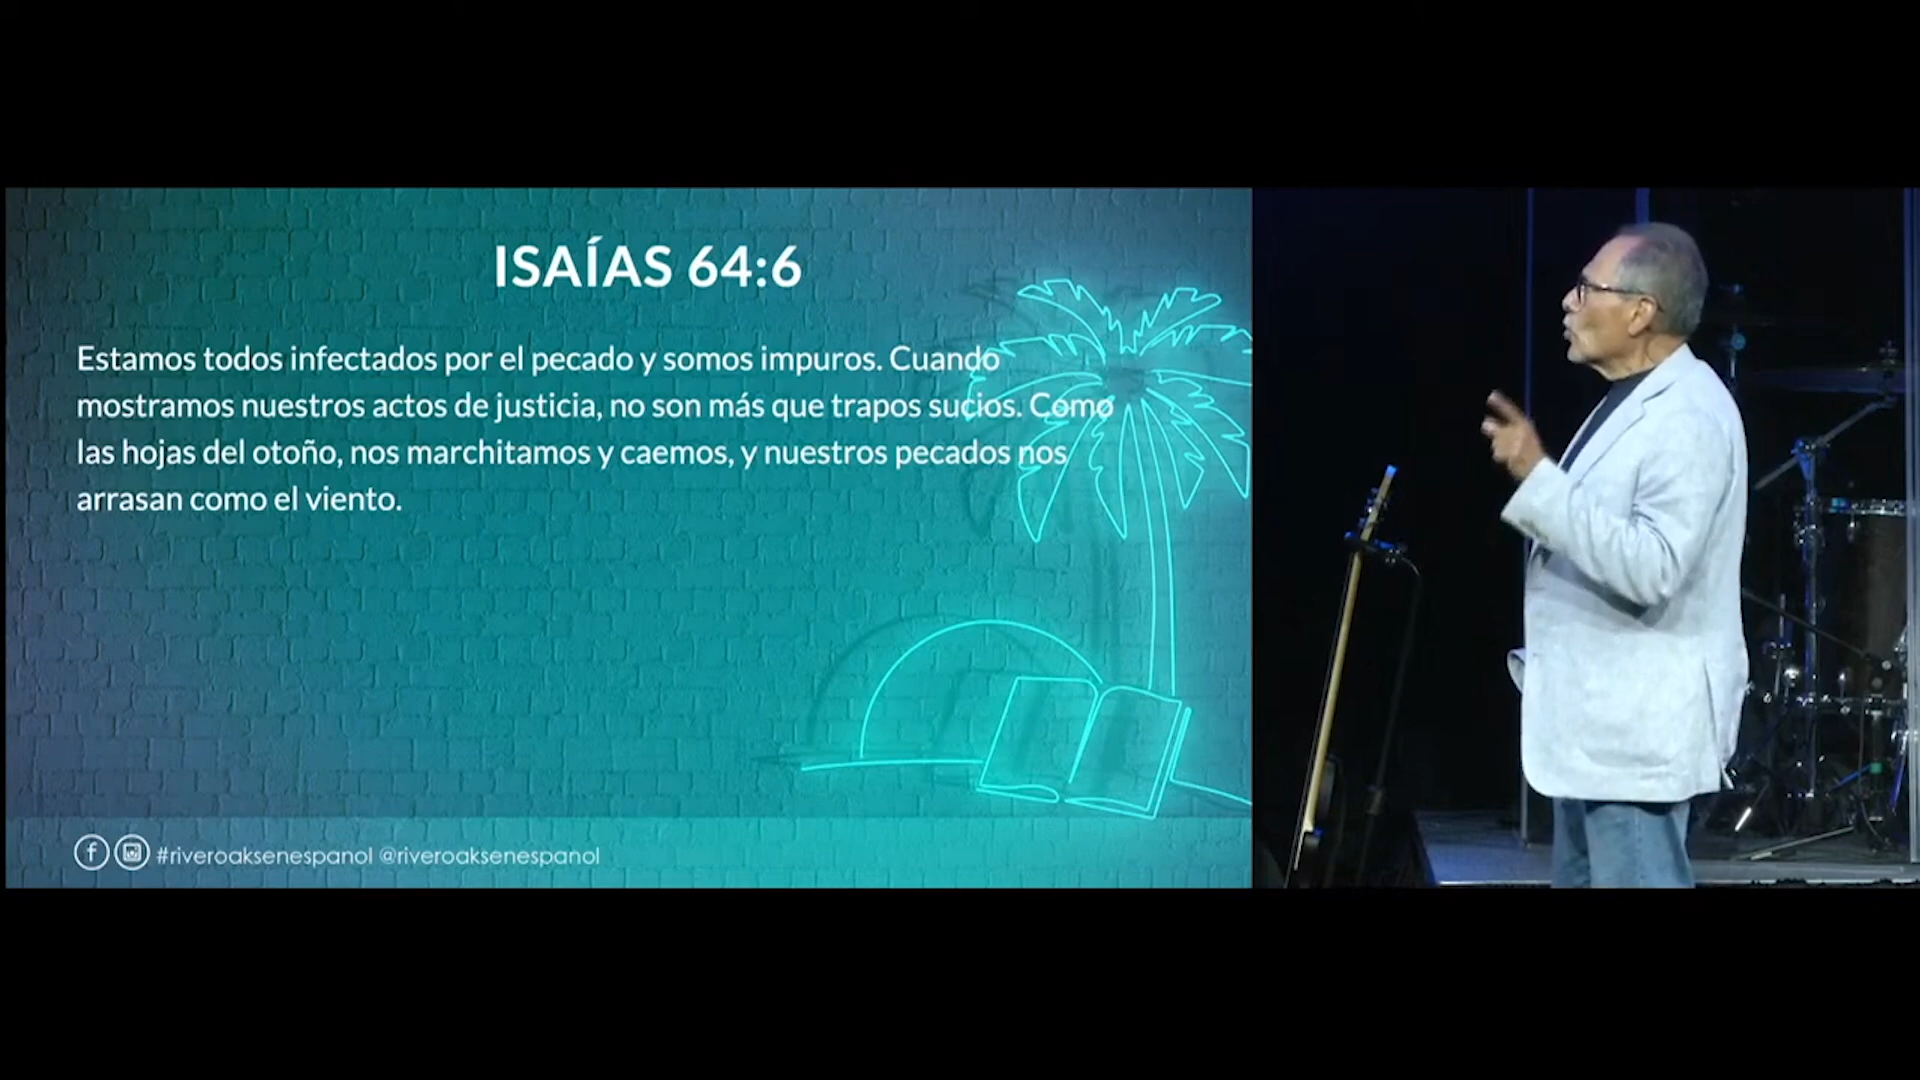 ISAÍAS 64:6
Estamos todos infectados por el pecado y somos impuros. Cuando
mostramos nuestros actos de justicia, no son más que trapos sucios. Como
las hojas del otoño, nos marchitamos y caemos, y nuestros pecados nos
arrasan como el viento.
#riveroaksenespanol @riveroaksenespanol